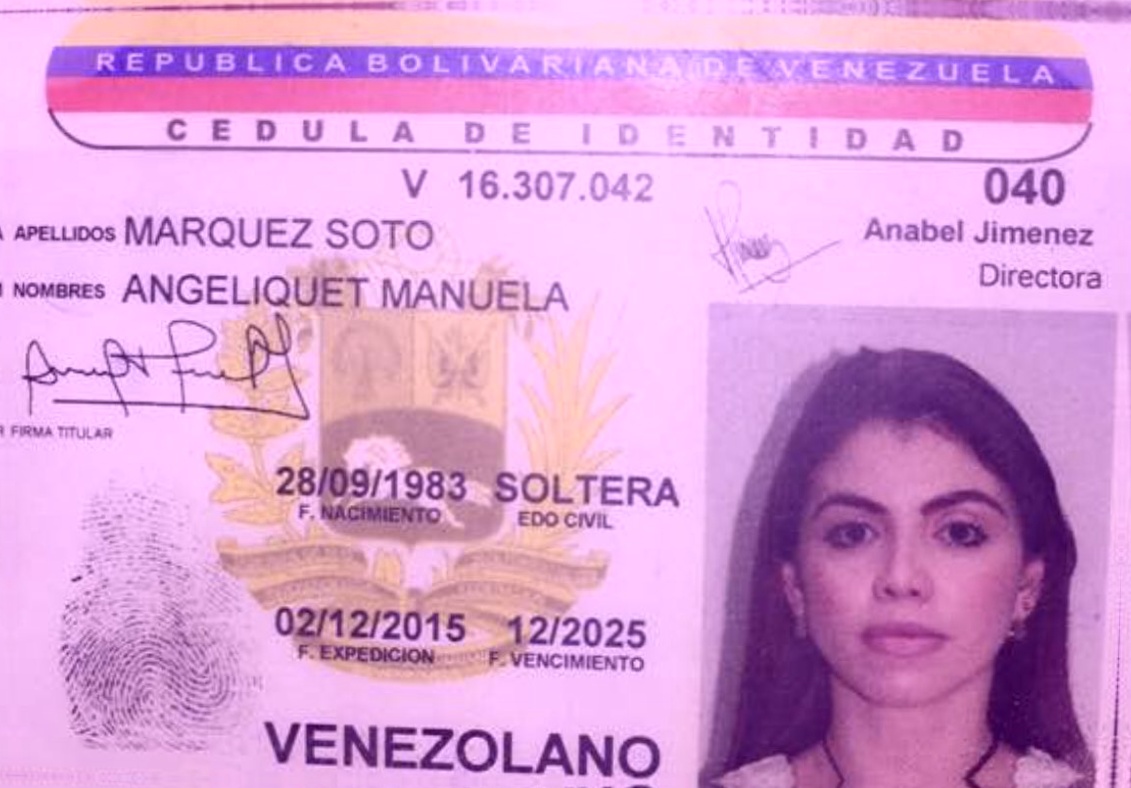 REPUBLICA BOLIVARIANA DE VENEZUELA
CEDULA DE IDENTIDAD
V 16.307.042
040
APELLIDOS MARQUEZ SOTO
Anabel Jimenez
Directora
NOMBRES ANGELIQUET MANUELA
FIRMA TITULAR
28/09/1983 SOLTERA
F. NACIMIENTO EDO CIVIL
02/12/2015 12/2025
F. EXPEDICION F. VENCIMIENTO
VENEZOLANO